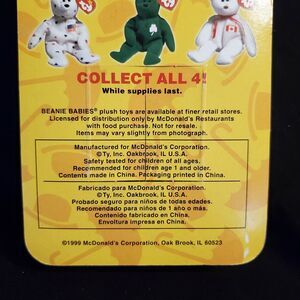 COLLECT ALL 4!
While supplies last.
BEANIE BABIES® plush toys are available at finer retail stores.
Licensed for distribution only by McDonald's Restaurants
with food purchase. Not for resale.
Items may vary slightly from photograph.
Manufactured for McDonald's Corporation.
©Ty, Inc. Oakbrook, IL U.S.A.
Safety tested for children of all ages.
Recommended for children age 1 and older.
Contents made in China. Packaging printed in China.
Fabricado para McDonald's Corporation.
©Ty, Inc. Oakbrook, IL U.S.A.
Probado seguro para niños de todas edades.
Recomendado para niños de 1 año o más.
Contenido fabricado en China.
Envoltura impresa en China.
©1999 McDonald's Corporation, Oak Brook, IL 60523